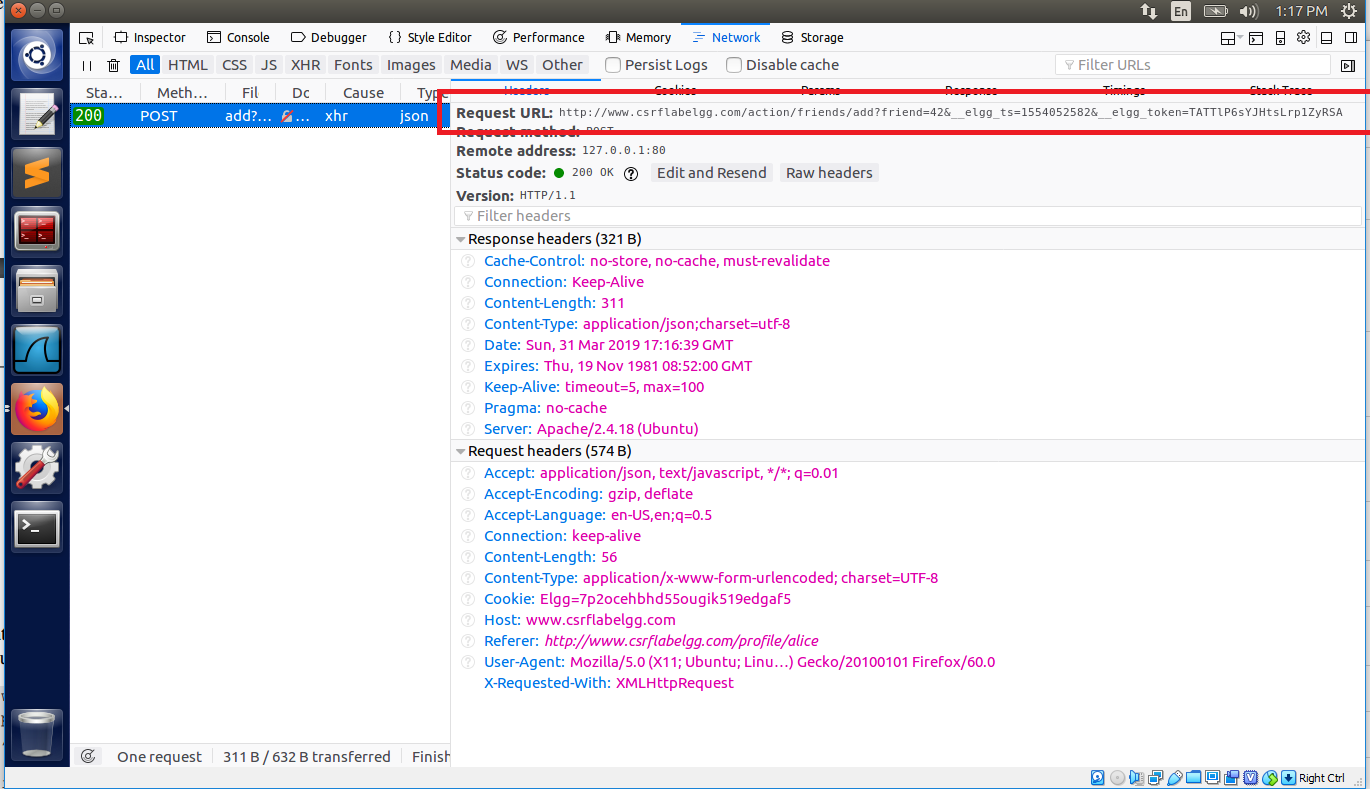 En 1:17 PM
Inspector Console Debugger {} Style Editor Performance Memory Network Storage
All HTML CSS JS XHR Fonts Images Media WS Other Persist Logs Disable cache Filter URLs
Sta... Meth... Fil Dc Cause Type Headers Cookies Params Response Timings Stack Trace
200 POST add?... ... xhr json
Request URL: http://www.csrflabelgg.com/action/friends/add?friend=42&__elgg_ts=1554052582&__elgg_token=TATTlP6sYJHtsLrp1ZyRSA
Request method: POST
Remote address: 127.0.0.1:80
Status code: 200 OK Edit and Resend Raw headers
Version: HTTP/1.1
Filter headers
Response headers (321 B)
Cache-Control: no-store, no-cache, must-revalidate
Connection: Keep-Alive
Content-Length: 311
Content-Type: application/json;charset=utf-8
Date: Sun, 31 Mar 2019 17:16:39 GMT
Expires: Thu, 19 Nov 1981 08:52:00 GMT
Keep-Alive: timeout=5, max=100
Pragma: no-cache
Server: Apache/2.4.18 (Ubuntu)
Request headers (574 B)
Accept: application/json, text/javascript, */*; q=0.01
Accept-Encoding: gzip, deflate
Accept-Language: en-US,en;q=0.5
Connection: keep-alive
Content-Length: 56
Content-Type: application/x-www-form-urlencoded; charset=UTF-8
Cookie: Elgg=7p2ocehbhd55ougik519edgaf5
Host: www.csrflabelgg.com
Referer: http://www.csrflabelgg.com/profile/alice
User-Agent: Mozilla/5.0 (X11; Ubuntu; Linu…) Gecko/20100101 Firefox/60.0
X-Requested-With: XMLHttpRequest
One request 311 B / 632 B transferred Finish
Right Ctrl